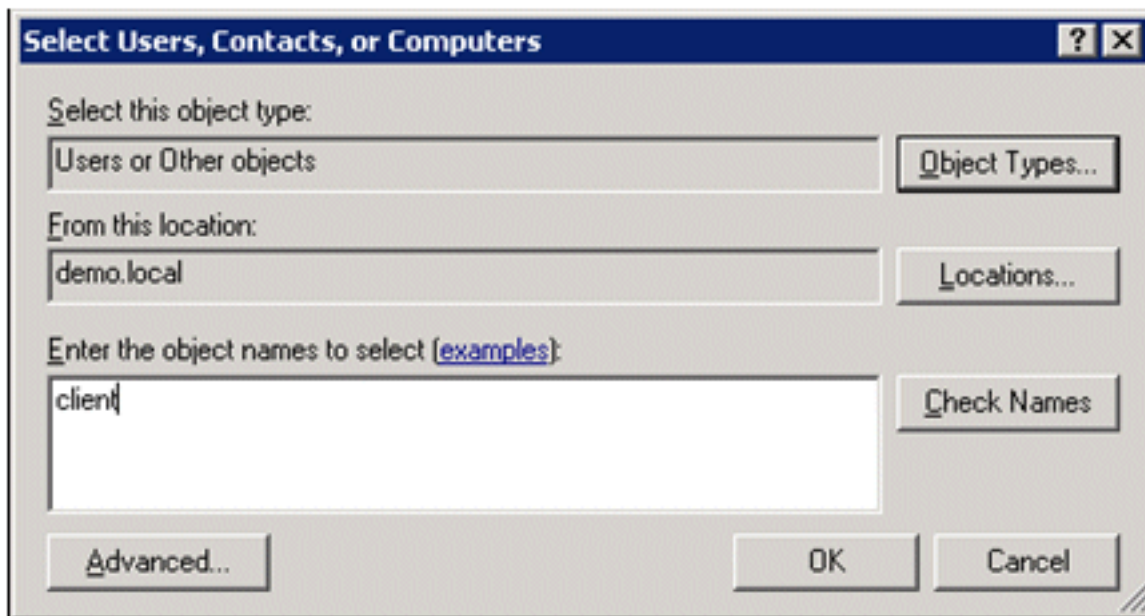 Select Users, Contacts, or Computers
Select this object type:
Users or Other objects
Object Types...
From this location:
demo.local
Locations...
Enter the object names to select (examples):
client
Check Names
Advanced...
OK
Cancel